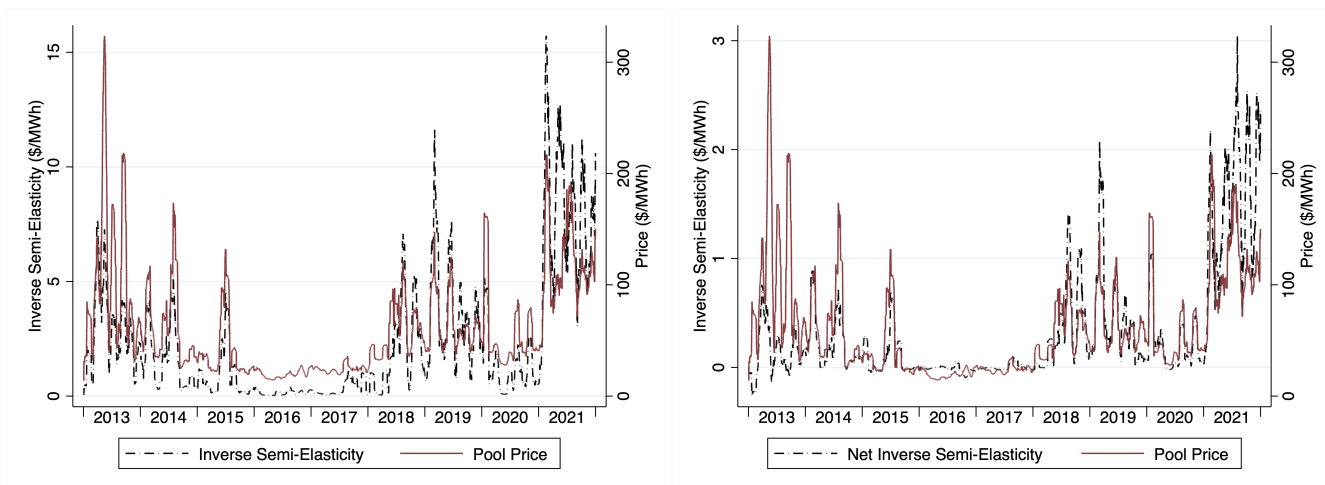 Inverse Semi-Elasticity ($/MWh)
15
10
5
0
300
200
100
0
Price ($/MWh)
2013 2014 2015 2016 2017 2018 2019 2020 2021
Inverse Semi-Elasticity Pool Price
Inverse Semi-Elasticity ($/MWh)
3
2
1
0
300
200
100
0
Price ($/MWh)
2013 2014 2015 2016 2017 2018 2019 2020 2021
Net Inverse Semi-Elasticity Pool Price